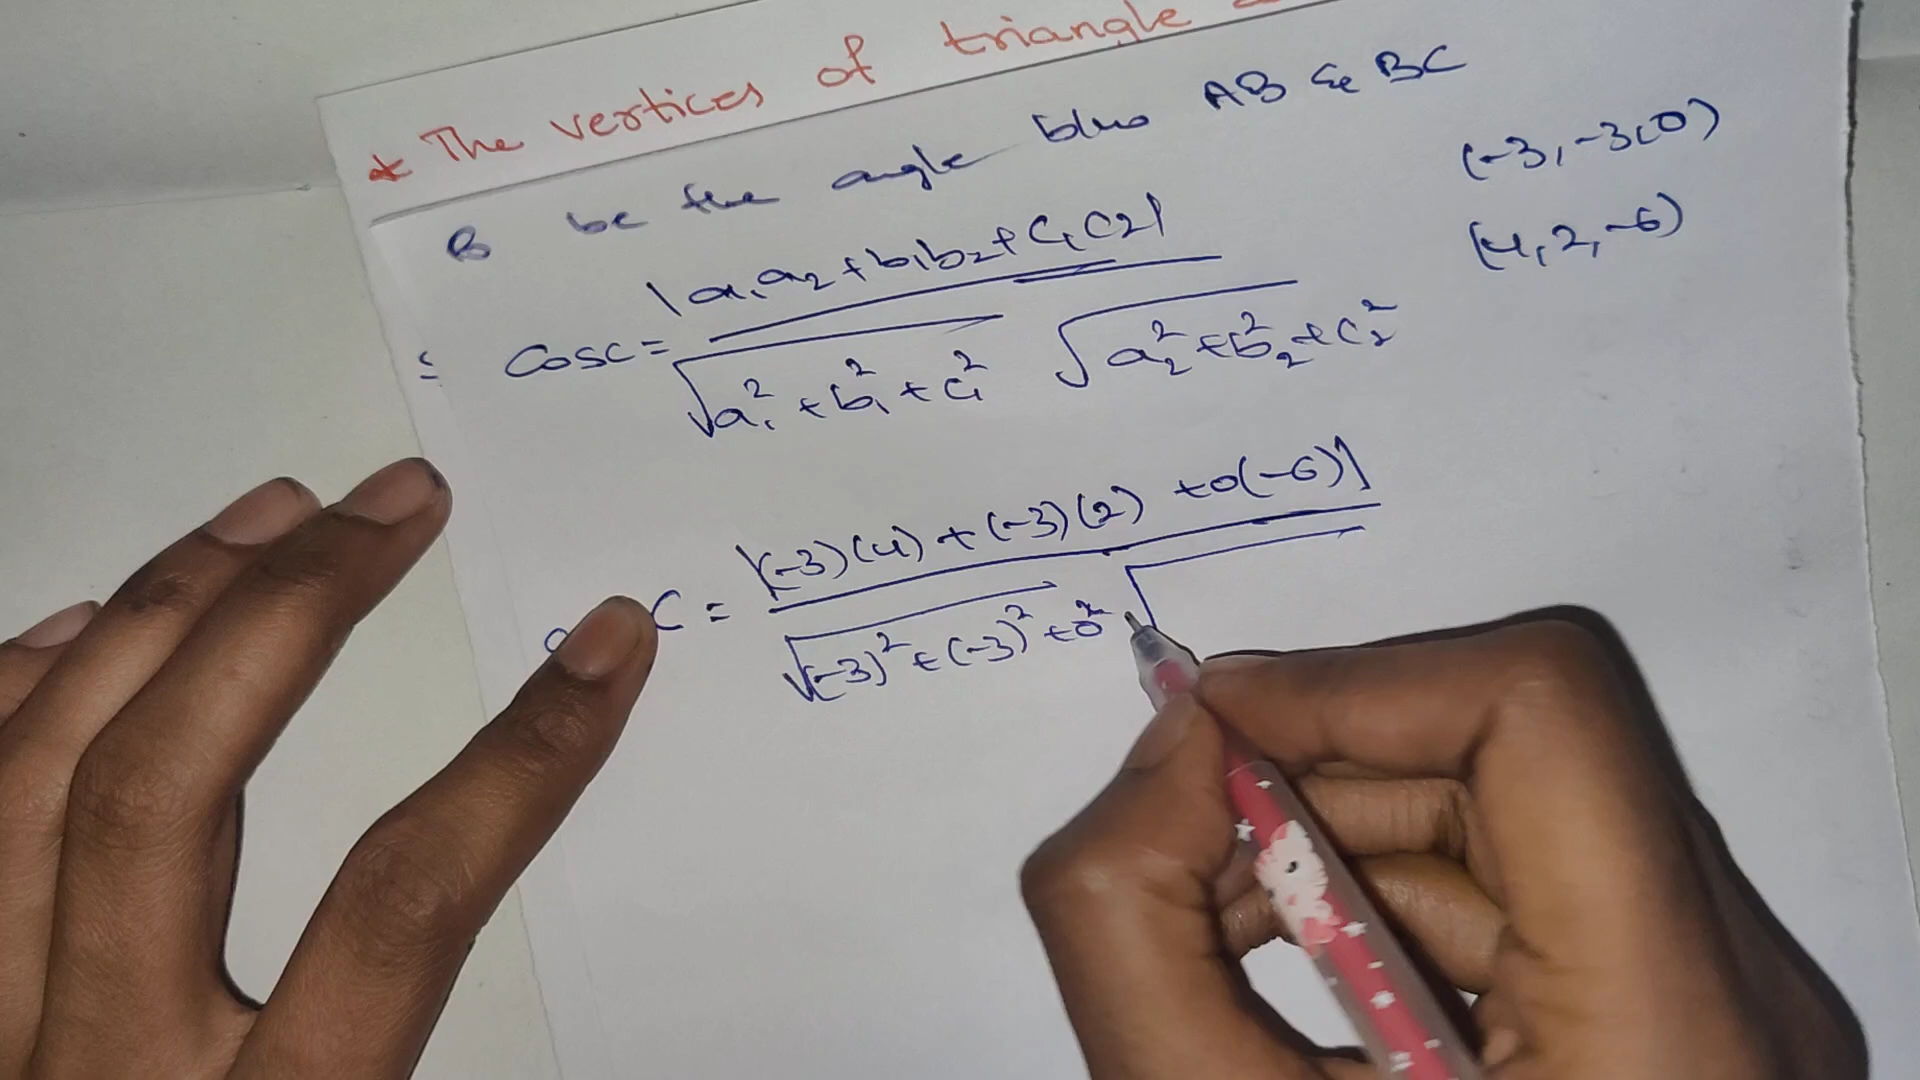 * The vertices of triangle
B be the angle b/w AB & BC
(-3,-3,0)
(4,2,-6)
: Cosc = |a₁a₂+b₁b₂+c₁c₂| / √a₁²+b₁²+c₁² √a₂²+b₂²+c₂²
C = |(-3)(4)+(-3)(2)+0(-6)| / √(-3)²+(-3)²+0² √